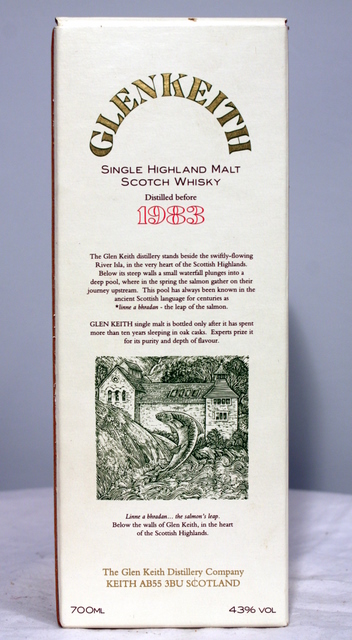 GLENKEITH
SINGLE HIGHLAND MALT
SCOTCH WHISKY
Distilled before
1983
The Glen Keith distillery stands beside the swiftly-flowing
River Isla, in the very heart of the Scottish Highlands.
Below its steep walls a small waterfall plunges into a
deep pool, where in the spring the salmon gather on their
journey upstream. This pool has always been known in the
ancient Scottish language for centuries as
*linne a bhradan - the leap of the salmon.
GLEN KEITH single malt is bottled only after it has spent
more than ten years sleeping in oak casks. Experts prize it
for its purity and depth of flavour.
Linne a bhradan... the salmon's leap.
Below the walls of Glen Keith, in the heart
of the Scottish Highlands.
The Glen Keith Distillery Company
KEITH AB55 3BU SCOTLAND
700ML 43% VOL